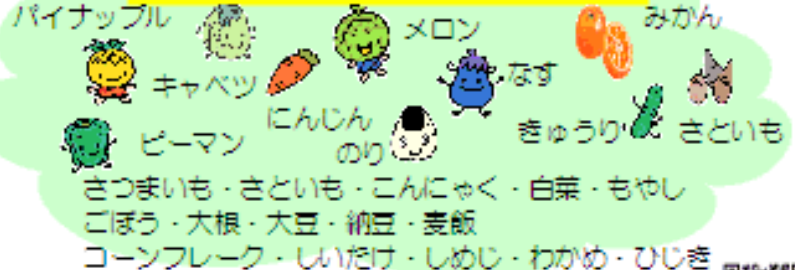 パイナップル
メロン
みかん
キャベツ
なす
にんじん
ピーマン
のり
きゅうり
さといも
さつまいも・さといも・こんにゃく・白菜・もやし
ごぼう・大根・大豆・納豆・麦飯
コーンフレーク・しいたけ・しめじ・わかめ・ひじき